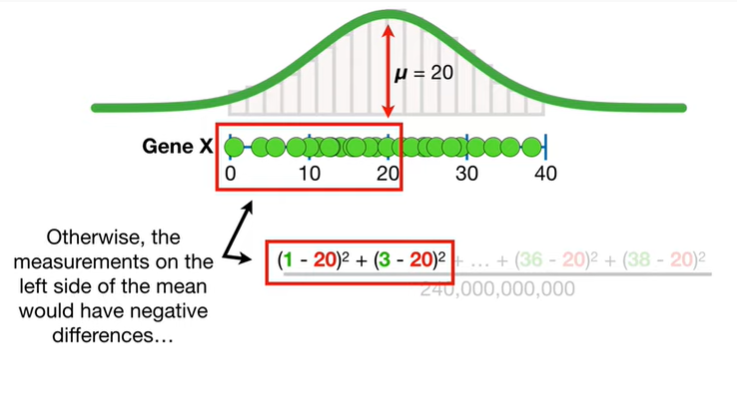 μ = 20
Gene X
0 10 20 30 40
Otherwise, the
measurements on the
left side of the mean
would have negative
differences…
(1 - 20)² + (3 - 20)² + … + (36 - 20)² + (38 - 20)²
240,000,000,000